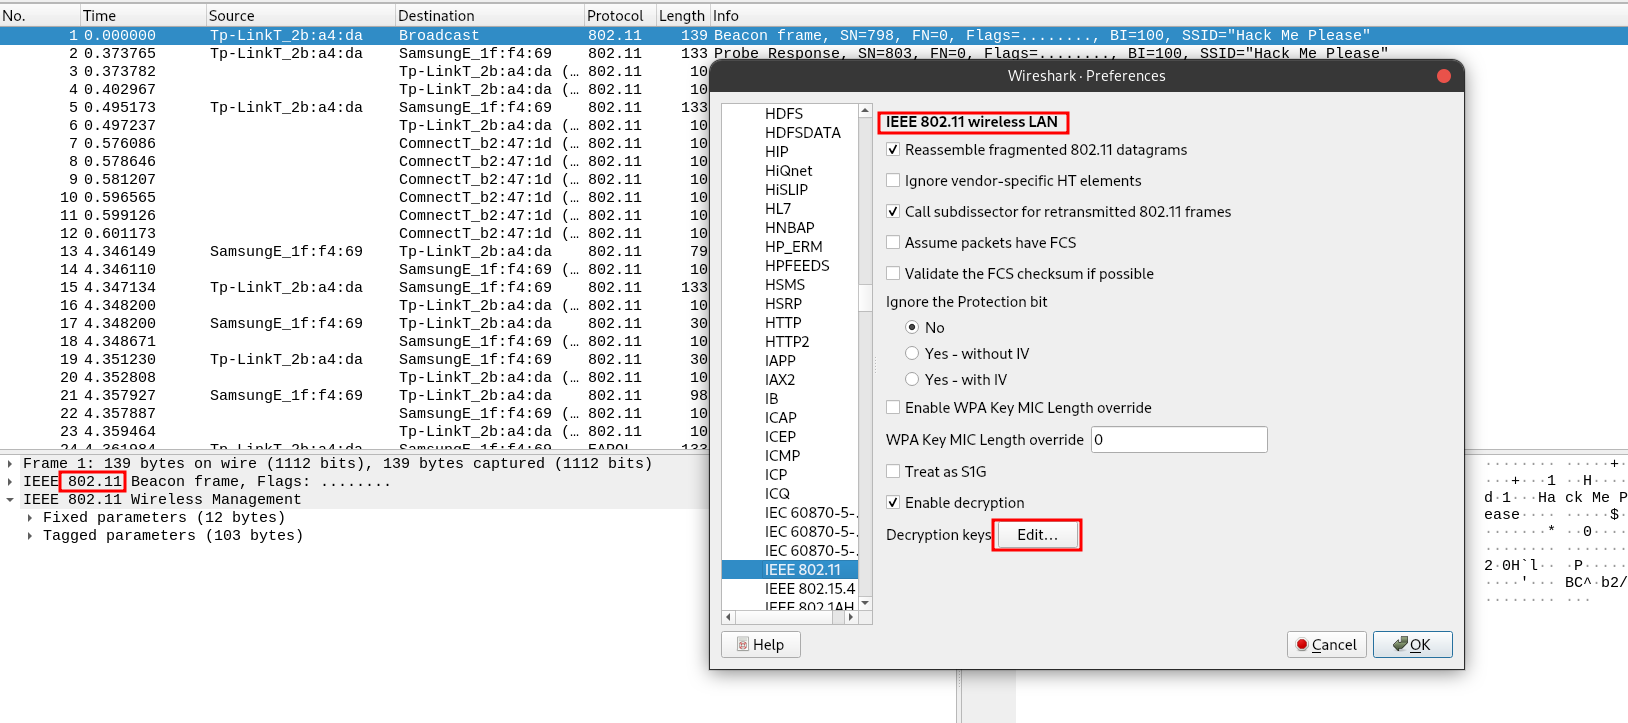 No. Time Source Destination Protocol Length Info
1 0.000000 Tp-LinkT_2b:a4:da Broadcast 802.11 139 Beacon frame, SN=798, FN=0, Flags=........, BI=100, SSID="Hack Me Please"
2 0.373765 Tp-LinkT_2b:a4:da SamsungE_1f:f4:69 802.11 133 Probe Response, SN=803, FN=0, Flags=........, BI=100, SSID="Hack Me Please"
3 0.373782 Tp-LinkT_2b:a4:da (… 802.11 10
4 0.402967 Tp-LinkT_2b:a4:da (… 802.11 10
5 0.495173 Tp-LinkT_2b:a4:da SamsungE_1f:f4:69 802.11 133
6 0.497237 Tp-LinkT_2b:a4:da (… 802.11 10
7 0.576086 ComnectT_b2:47:1d (… 802.11 10
8 0.578646 ComnectT_b2:47:1d (… 802.11 10
9 0.581207 ComnectT_b2:47:1d (… 802.11 10
10 0.596565 ComnectT_b2:47:1d (… 802.11 10
11 0.599126 ComnectT_b2:47:1d (… 802.11 10
12 0.601173 ComnectT_b2:47:1d (… 802.11 10
13 4.346149 SamsungE_1f:f4:69 Tp-LinkT_2b:a4:da 802.11 79
14 4.346110 SamsungE_1f:f4:69 (… 802.11 10
15 4.347134 Tp-LinkT_2b:a4:da SamsungE_1f:f4:69 802.11 133
16 4.348200 Tp-LinkT_2b:a4:da (… 802.11 10
17 4.348200 SamsungE_1f:f4:69 Tp-LinkT_2b:a4:da 802.11 30
18 4.348671 SamsungE_1f:f4:69 (… 802.11 10
19 4.351230 Tp-LinkT_2b:a4:da SamsungE_1f:f4:69 802.11 30
20 4.352808 Tp-LinkT_2b:a4:da (… 802.11 10
21 4.357927 SamsungE_1f:f4:69 Tp-LinkT_2b:a4:da 802.11 98
22 4.357887 SamsungE_1f:f4:69 (… 802.11 10
23 4.359464 Tp-LinkT_2b:a4:da (… 802.11 10
24 4.361984 Tp-LinkT_2b:a4:da SamsungE_1f:f4:69 EAPOL 133
Frame 1: 139 bytes on wire (1112 bits), 139 bytes captured (1112 bits)
IEEE 802.11 Beacon frame, Flags: ........
IEEE 802.11 Wireless Management
Fixed parameters (12 bytes)
Tagged parameters (103 bytes)
Wireshark · Preferences
HDFS
HDFSDATA
HIP
HiQnet
HiSLIP
HL7
HNBAP
HP_ERM
HPFEEDS
HSMS
HSRP
HTTP
HTTP2
IAPP
IAX2
IB
ICAP
ICEP
ICMP
ICP
ICQ
IEC 60870-5-.
IEC 60870-5-.
IEC 60870-5-.
IEEE 802.11
IEEE 802.15.4
IEEE 802.1AH
IEEE 802.11 wireless LAN
Reassemble fragmented 802.11 datagrams
Ignore vendor-specific HT elements
Call subdissector for retransmitted 802.11 frames
Assume packets have FCS
Validate the FCS checksum if possible
Ignore the Protection bit
No
Yes - without IV
Yes - with IV
Enable WPA Key MIC Length override
WPA Key MIC Length override 0
Treat as S1G
Enable decryption
Decryption keys Edit…
Help
Cancel
OK
········ ·····+·
···+···1 ··H····
d·1···Ha ck Me P
ease···· ·····$·
·······* ··0····
········ ·······
2·0H`l·· ·P·····
····'··· BC^·b2/
········ ···